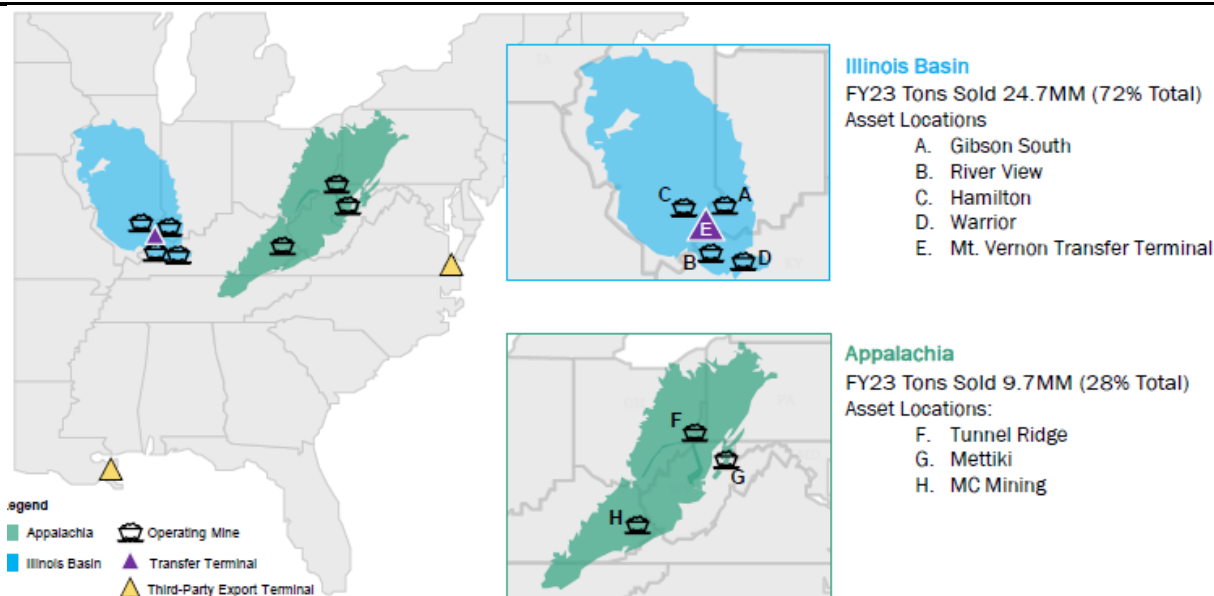 Illinois Basin
FY23 Tons Sold 24.7MM (72% Total)
Asset Locations
A. Gibson South
B. River View
C. Hamilton
D. Warrior
E. Mt. Vernon Transfer Terminal
C
A
E
B
D
Appalachia
FY23 Tons Sold 9.7MM (28% Total)
Asset Locations:
F. Tunnel Ridge
G. Mettiki
H. MC Mining
F
G
H
egend
Appalachia
Operating Mine
Illinois Basin
Transfer Terminal
Third-Party Export Terminal